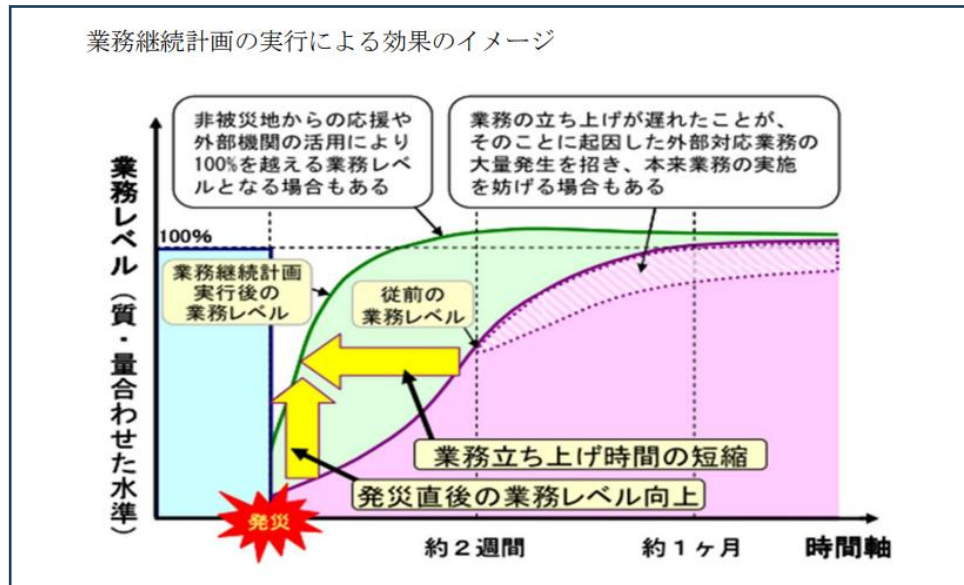 業務継続計画の実行による効果のイメージ
非被災地からの応援や
外部機関の活用により
100%を越える業務レベ
ルとなる場合もある
業務の立ち上げが遅れたことが、
そのことに起因した外部対応業務の
大量発生を招き、本来業務の実施
を妨げる場合もある
業務レベル（質・量合わせた水準）
100%
業務継続計画
実行後の
業務レベル
従前の
業務レベル
業務立ち上げ時間の短縮
発災直後の業務レベル向上
発災
約２週間
約１ヶ月
時間軸